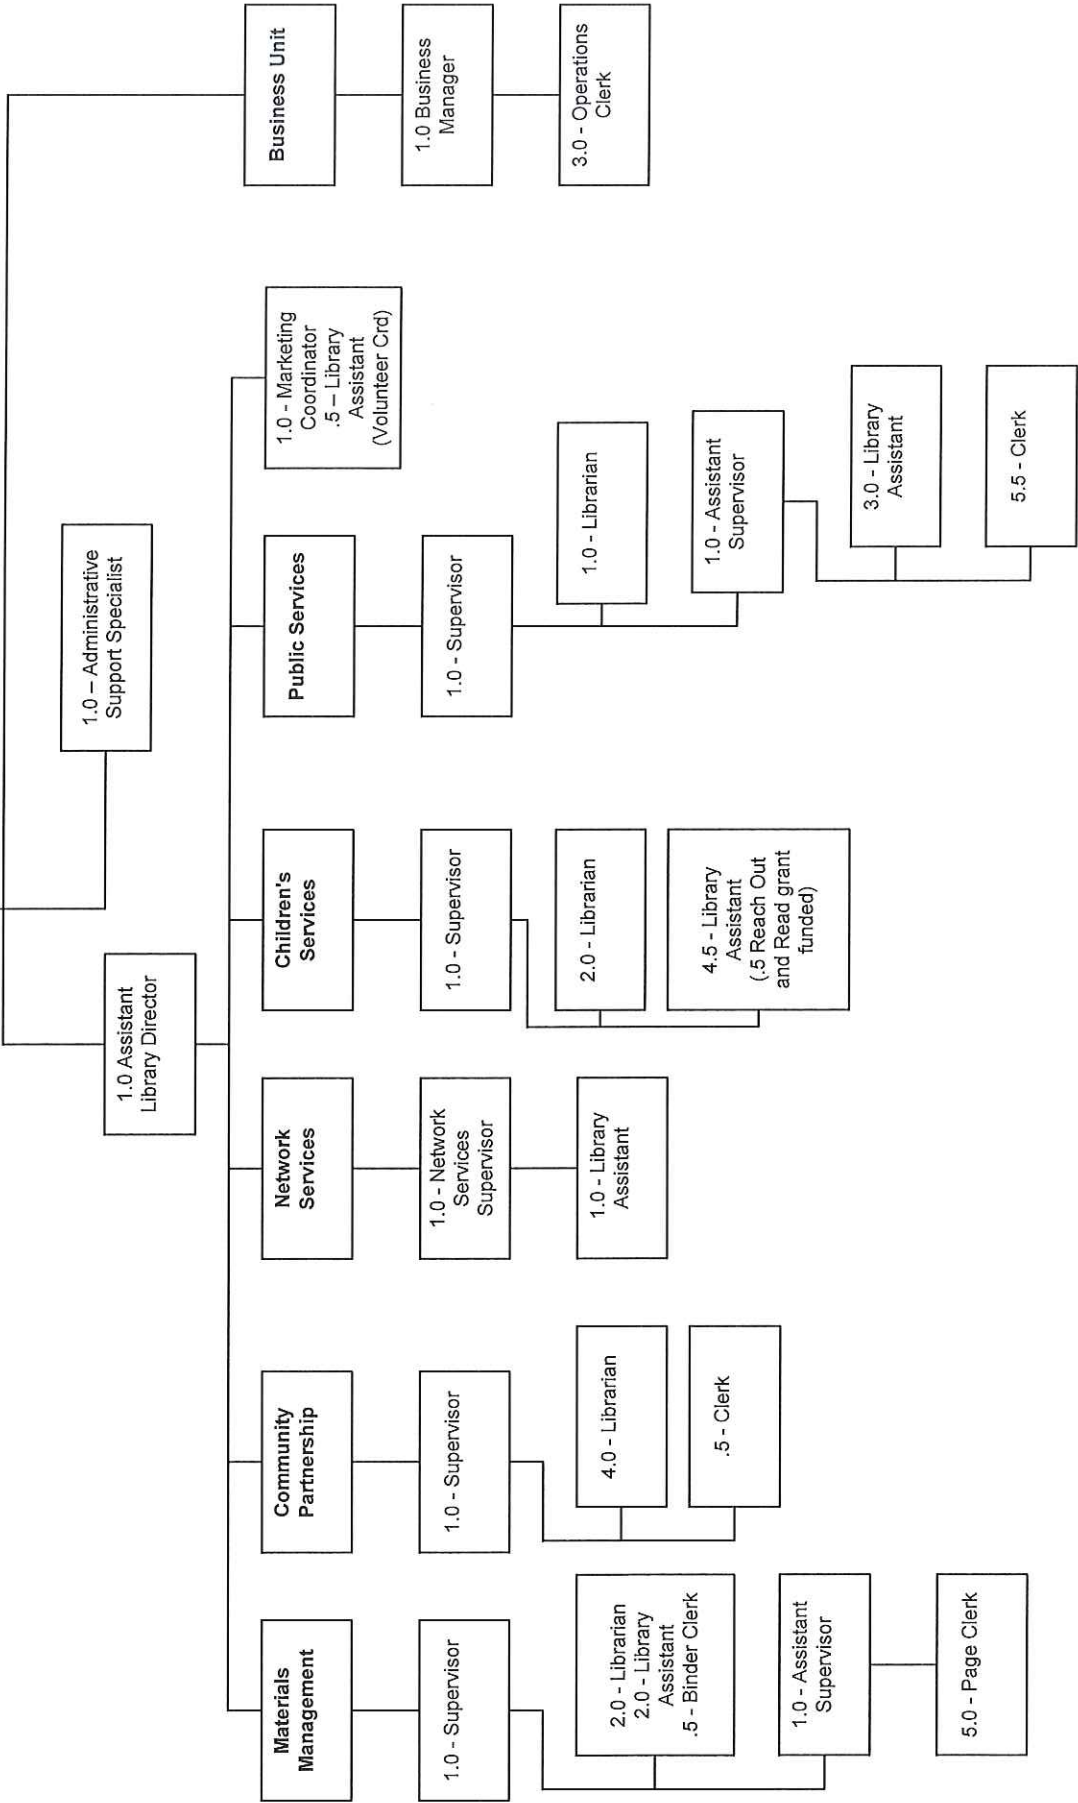 1.0 – Administrative
Support Specialist
1.0 Assistant
Library Director
Materials
Management
1.0 - Supervisor
2.0 - Librarian
2.0 - Library
Assistant
.5 - Binder Clerk
1.0 - Assistant
Supervisor
5.0 - Page Clerk
Community
Partnership
1.0 - Supervisor
4.0 - Librarian
.5 - Clerk
Network
Services
1.0 - Network
Services
Supervisor
1.0 - Library
Assistant
Children's
Services
1.0 - Supervisor
2.0 - Librarian
4.5 - Library
Assistant
(.5 Reach Out
and Read grant
funded)
Public Services
1.0 - Supervisor
1.0 - Librarian
1.0 - Assistant
Supervisor
3.0 - Library
Assistant
5.5 - Clerk
1.0 - Marketing
Coordinator
.5 – Library
Assistant
(Volunteer Crd)
Business Unit
1.0 Business
Manager
3.0 - Operations
Clerk